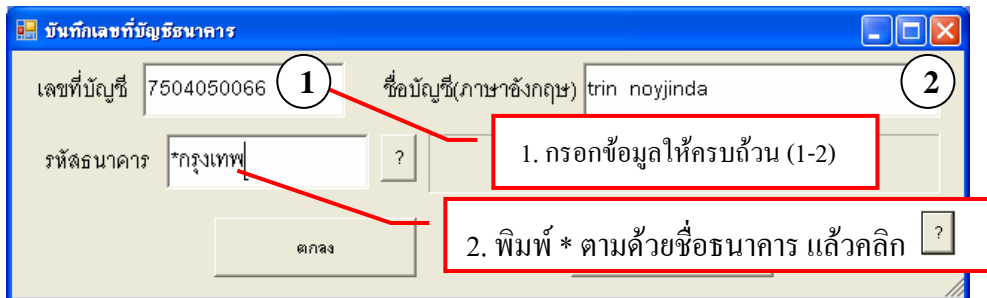 บันทึกเลขที่บัญชีธนาคาร
เลขที่บัญชี 7504050066 1 ชื่อบัญชี(ภาษาอังกฤษ) trin noyjinda 2
รหัสธนาคาร *กรุงเทพ ? 1. กรอกข้อมูลให้ครบถ้วน (1-2)
ตกลง 2. พิมพ์ * ตามด้วยชื่อธนาคาร แล้วคลิก ?